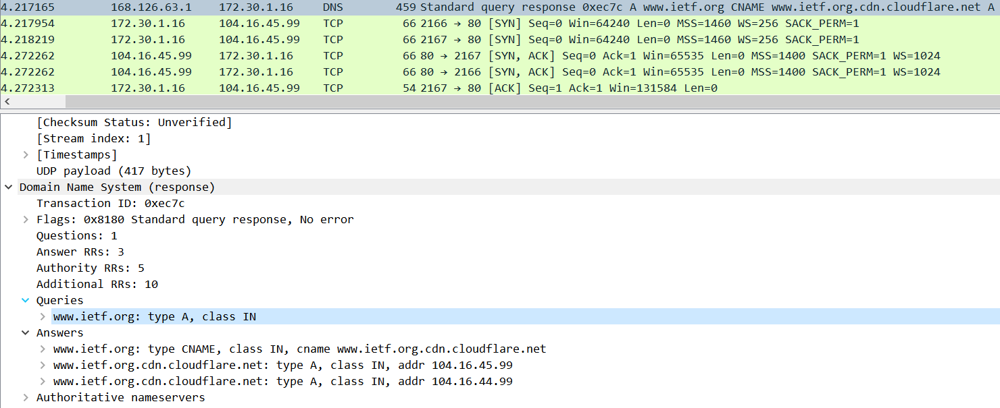 4.217165 168.126.63.1 172.30.1.16 DNS 459 Standard query response 0xec7c A www.ietf.org CNAME www.ietf.org.cdn.cloudflare.net A
4.217954 172.30.1.16 104.16.45.99 TCP 66 2166 → 80 [SYN] Seq=0 Win=64240 Len=0 MSS=1460 WS=256 SACK_PERM=1
4.218219 172.30.1.16 104.16.45.99 TCP 66 2167 → 80 [SYN] Seq=0 Win=64240 Len=0 MSS=1460 WS=256 SACK_PERM=1
4.272262 104.16.45.99 172.30.1.16 TCP 66 80 → 2167 [SYN, ACK] Seq=0 Ack=1 Win=65535 Len=0 MSS=1400 SACK_PERM=1 WS=1024
4.272262 104.16.45.99 172.30.1.16 TCP 66 80 → 2166 [SYN, ACK] Seq=0 Ack=1 Win=65535 Len=0 MSS=1400 SACK_PERM=1 WS=1024
4.272313 172.30.1.16 104.16.45.99 TCP 54 2167 → 80 [ACK] Seq=1 Ack=1 Win=131584 Len=0
[Checksum Status: Unverified]
[Stream index: 1]
[Timestamps]
UDP payload (417 bytes)
Domain Name System (response)
Transaction ID: 0xec7c
Flags: 0x8180 Standard query response, No error
Questions: 1
Answer RRs: 3
Authority RRs: 5
Additional RRs: 10
Queries
www.ietf.org: type A, class IN
Answers
www.ietf.org: type CNAME, class IN, cname www.ietf.org.cdn.cloudflare.net
www.ietf.org.cdn.cloudflare.net: type A, class IN, addr 104.16.45.99
www.ietf.org.cdn.cloudflare.net: type A, class IN, addr 104.16.44.99
Authoritative nameservers